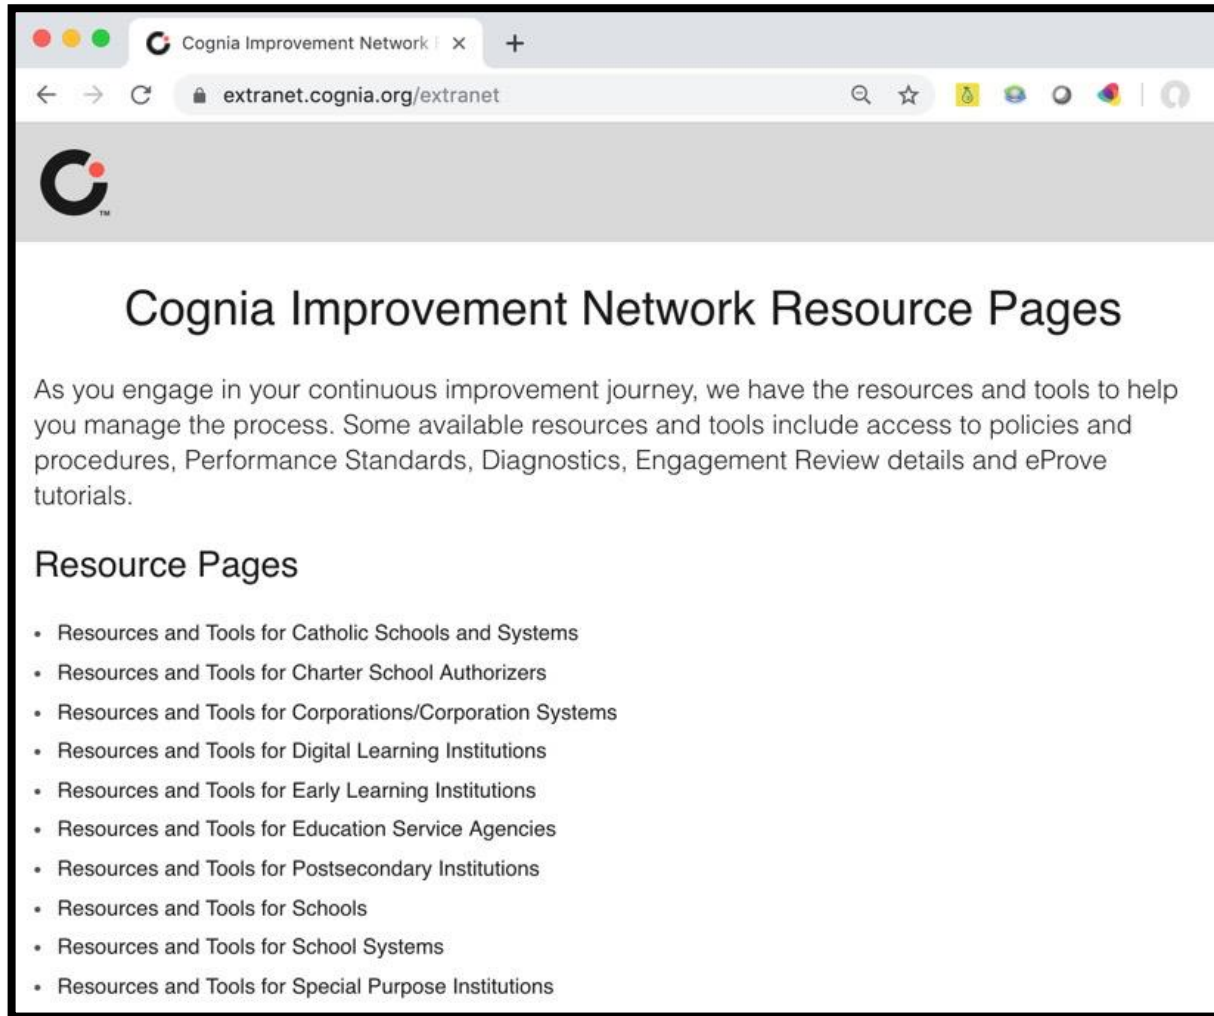 Cognia Improvement Network
extranet.cognia.org/extranet
TM
Cognia Improvement Network Resource Pages
As you engage in your continuous improvement journey, we have the resources and tools to help
you manage the process. Some available resources and tools include access to policies and
procedures, Performance Standards, Diagnostics, Engagement Review details and eProve
tutorials.
Resource Pages
• Resources and Tools for Catholic Schools and Systems
• Resources and Tools for Charter School Authorizers
• Resources and Tools for Corporations/Corporation Systems
• Resources and Tools for Digital Learning Institutions
• Resources and Tools for Early Learning Institutions
• Resources and Tools for Education Service Agencies
• Resources and Tools for Postsecondary Institutions
• Resources and Tools for Schools
• Resources and Tools for School Systems
• Resources and Tools for Special Purpose Institutions